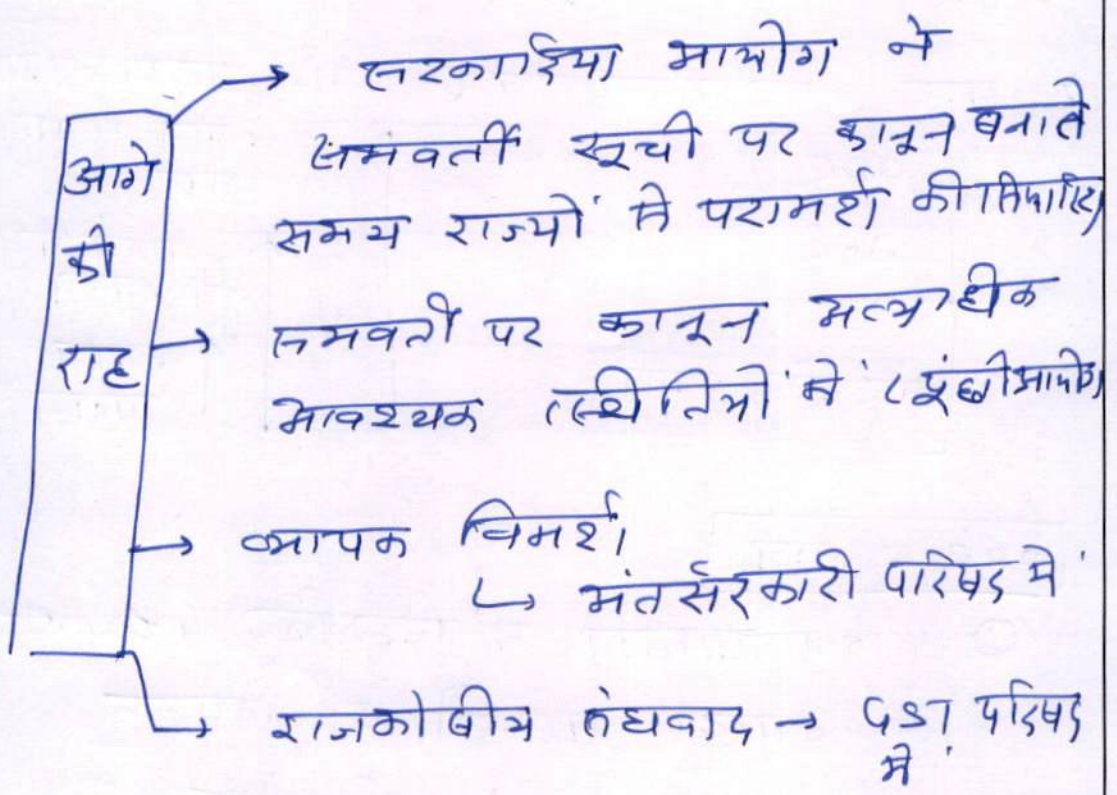 आगे
की
राह
→ सरकारिया आयोग ने
समवर्ती सूची पर कानून बनाते
समय राज्यों से परामर्श की सिफारिश
→ समवर्ती पर कानून अत्याधिक
आवश्यक स्थितियों में (पुंछी आयोग)
→ व्यापक विमर्श
↳ अंतर्सरकारी परिषद में
→ राजकोषीय संघवाद → GST परिषद
में